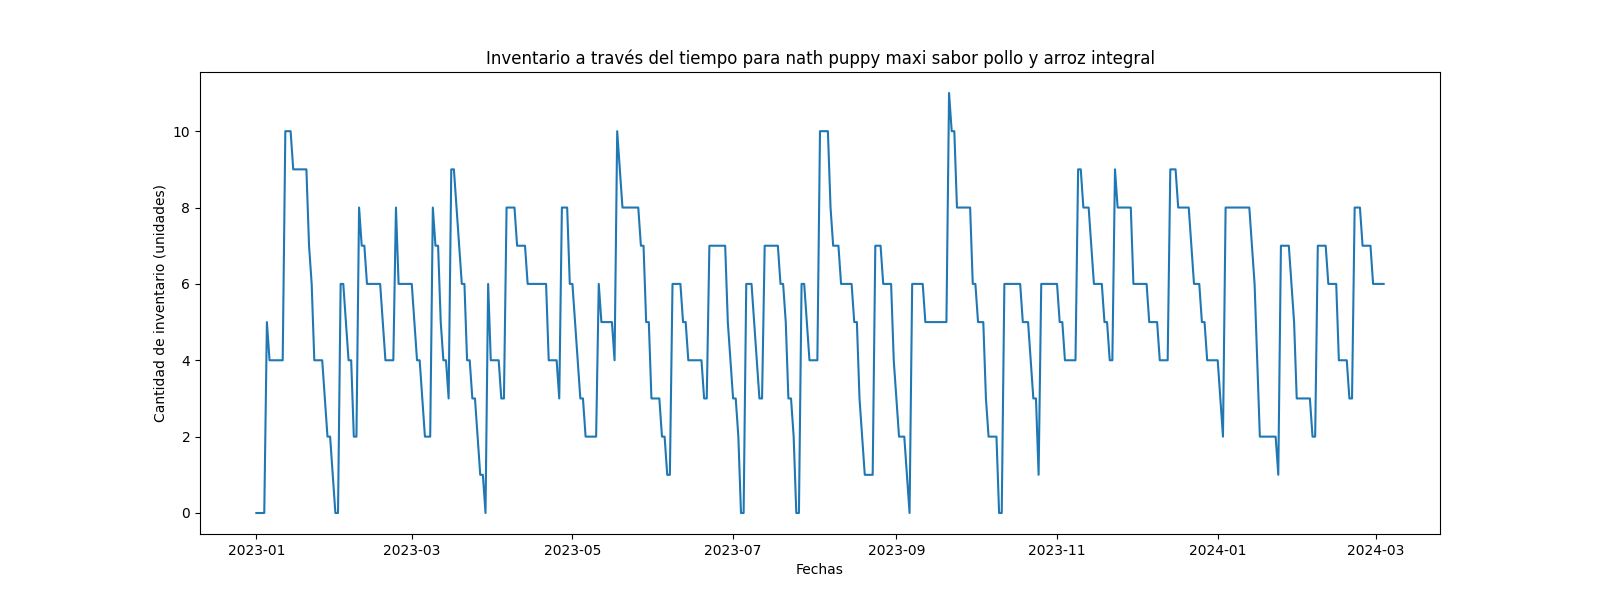 Inventario a través del tiempo para nath puppy maxi sabor pollo y arroz integral
Cantidad de inventario (unidades)
10
8
6
4
2
0
2023-01 2023-03 2023-05 2023-07 2023-09 2023-11 2024-01 2024-03
Fechas